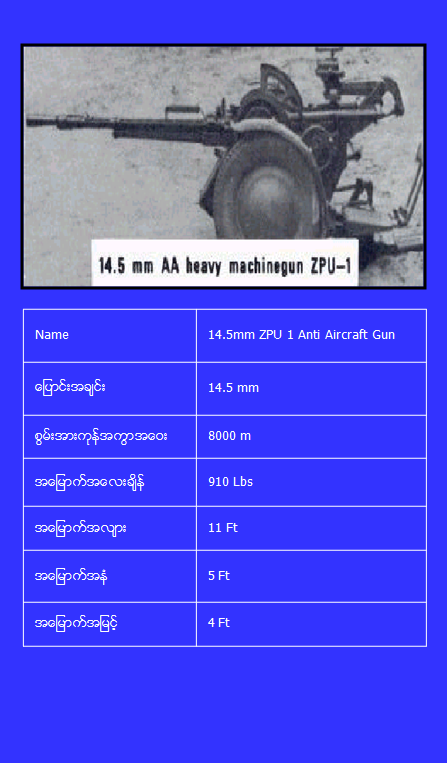 14.5 mm AA heavy machinegun ZPU-1
Name 14.5mm ZPU 1 Anti Aircraft Gun
ပြောင်းအချင်း 14.5 mm
စွမ်းအားကုန်အကွာအဝေး 8000 m
အမြောက်အလေးချိန် 910 Lbs
အမြောက်အလျား 11 Ft
အမြောက်အနံ 5 Ft
အမြောက်အမြင့် 4 Ft